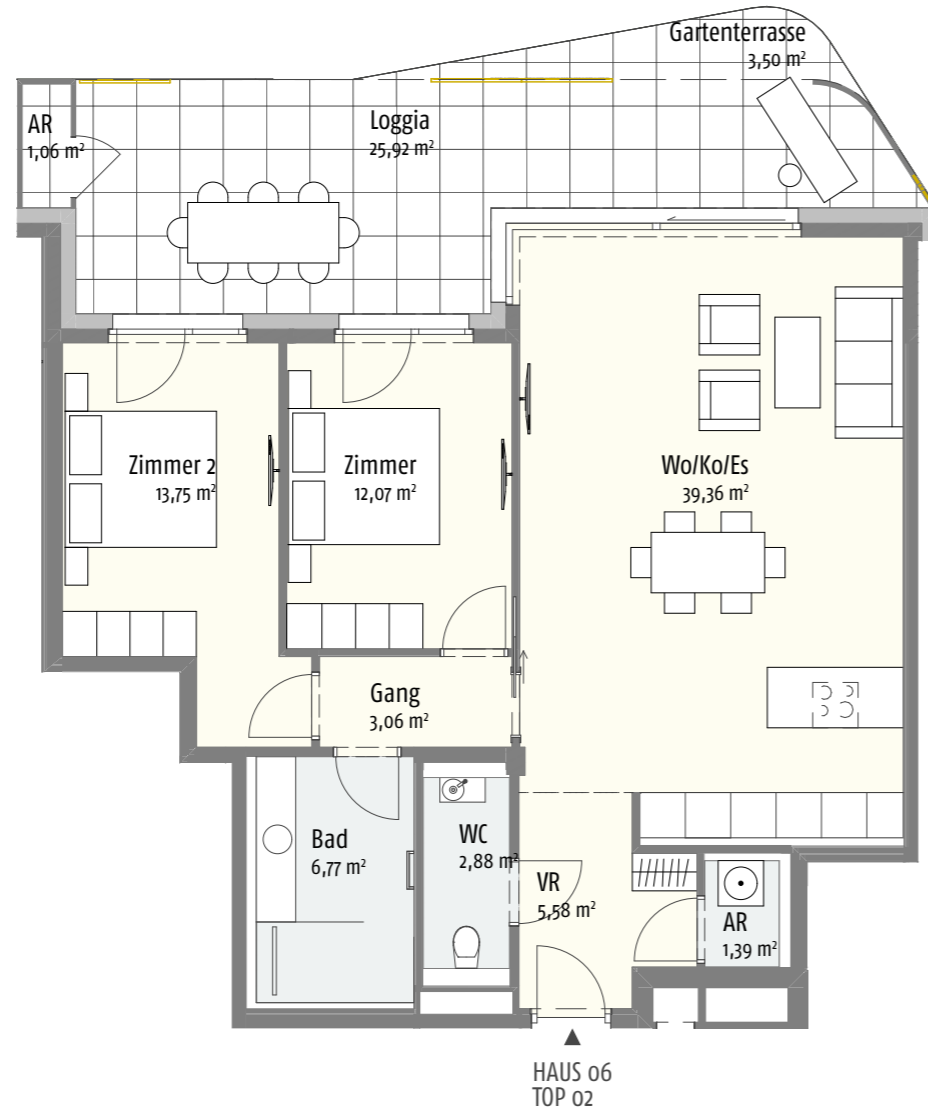 Gartenterrasse
3,50 m²
AR
1,06 m²
Loggia
25,92 m²
Zimmer 2
13,75 m²
Zimmer
12,07 m²
Wo/Ko/Es
39,36 m²
Gang
3,06 m²
Bad
6,77 m²
WC
2,88 m²
VR
5,58 m²
AR
1,39 m²
HAUS 06
TOP 02